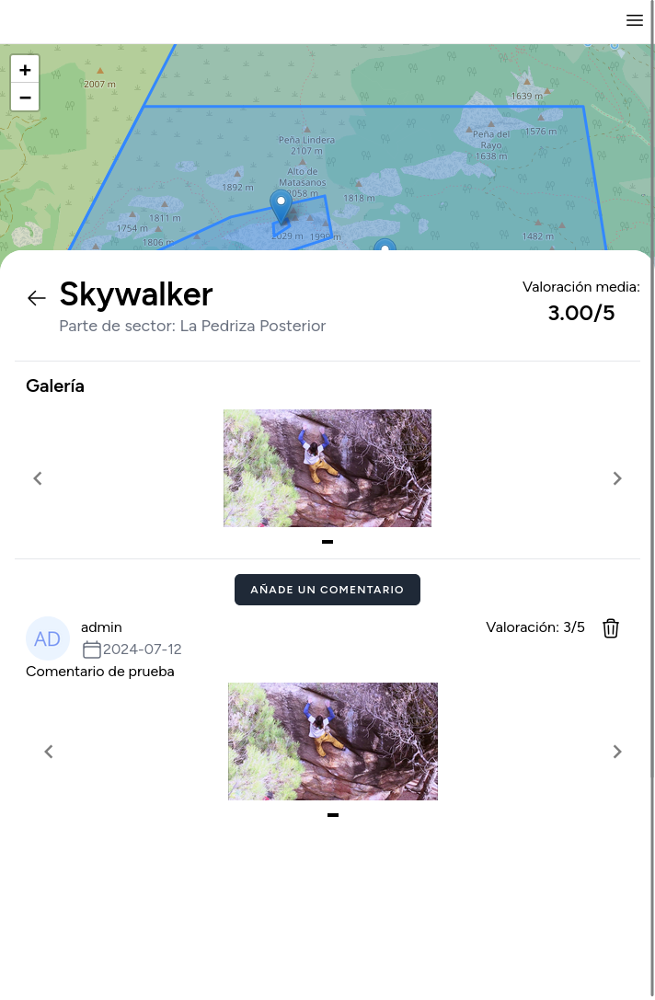 +
−
2007 m
1639 m
Peña Lindera
2107 m
Peña del
Rayo
1638 m
1576 m
Alto de
Matasanos
2058 m
1892 m
1818 m
1811 m
1754 m
1806 m
2029 m
1482 m
Skywalker
Parte de sector: La Pedriza Posterior
Valoración media:
3.00/5
Galería
AÑADE UN COMENTARIO
AD
admin
2024-07-12
Valoración: 3/5
Comentario de prueba